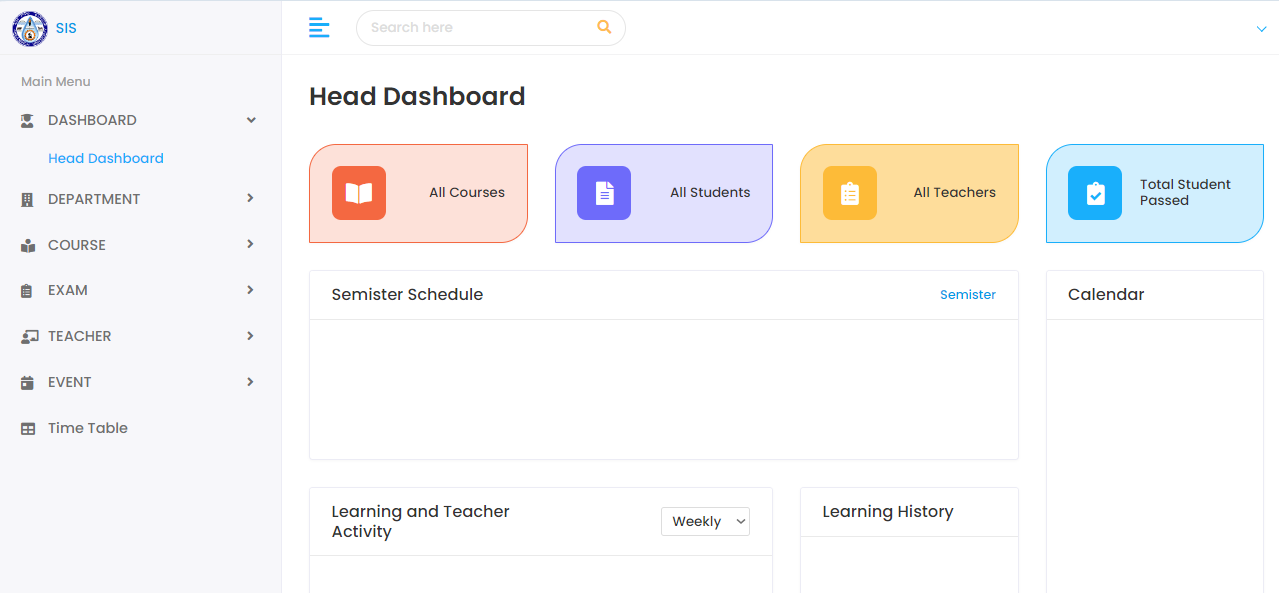 SIS
Search here
Main Menu
DASHBOARD
Head Dashboard
DEPARTMENT
COURSE
EXAM
TEACHER
EVENT
Time Table
Head Dashboard
All Courses
All Students
All Teachers
Total Student
Passed
Semister Schedule
Semister
Calendar
Learning and Teacher
Activity
Weekly
Learning History